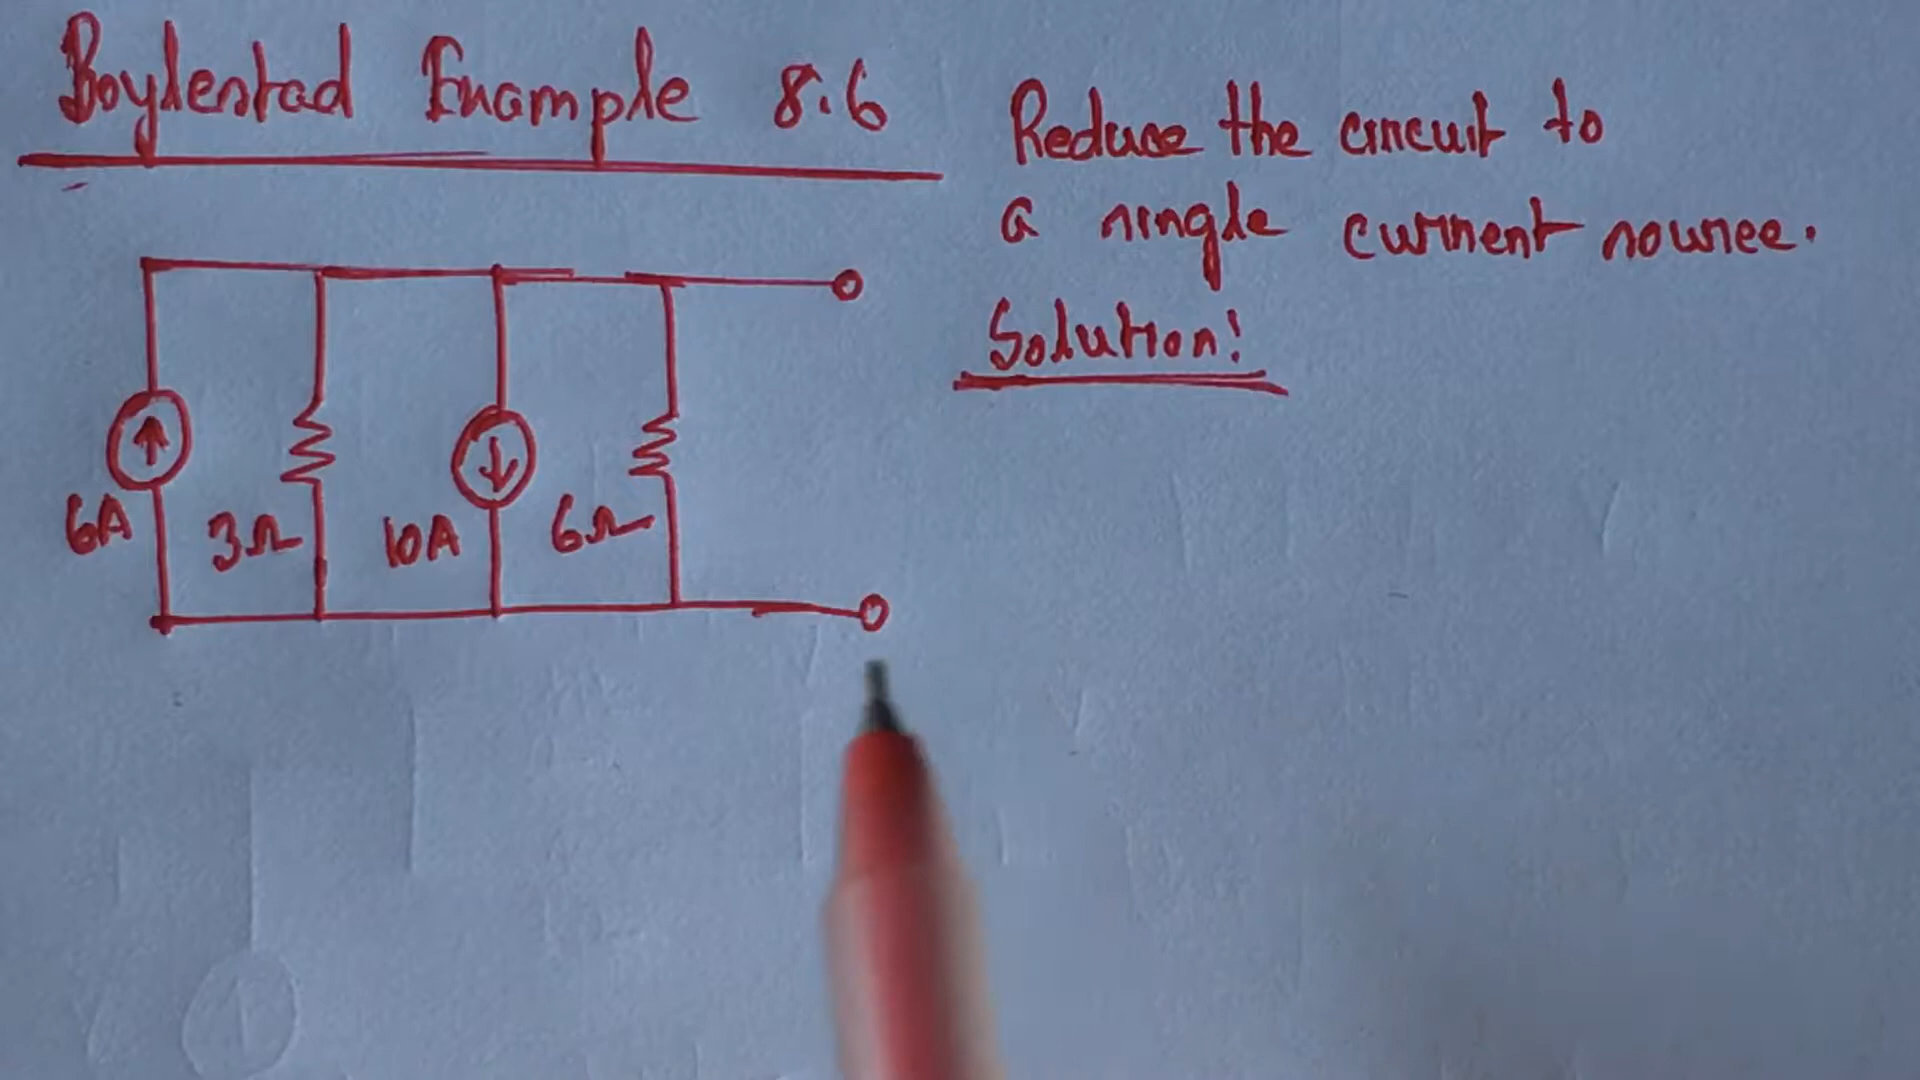 Boylestad Example 8.6
Reduce the circuit to
a single current source.
Solution:
6A
3Ω
10A
6Ω